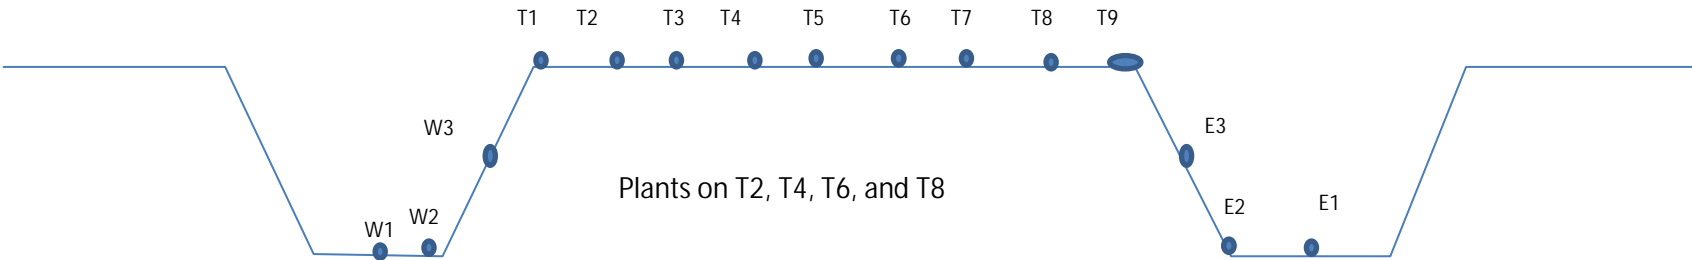 T1 T2 T3 T4 T5 T6 T7 T8 T9
W3
E3
Plants on T2, T4, T6, and T8
W2
E2
E1
W1